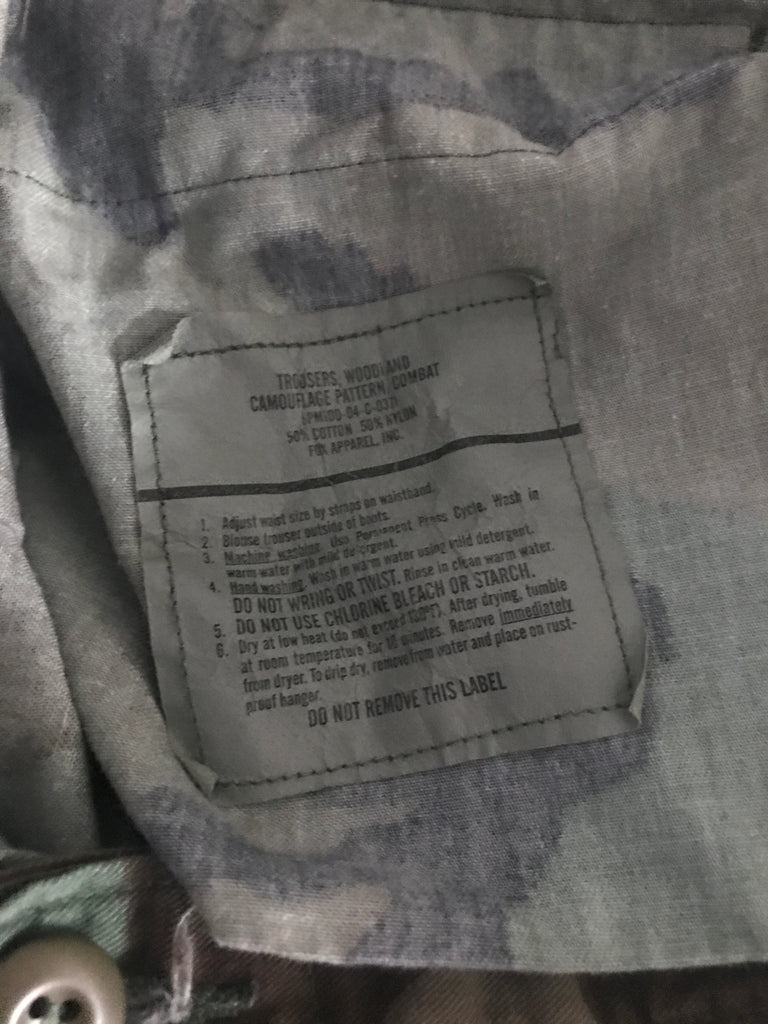 TROUSERS, WOODLAND
CAMOUFLAGE PATTERN, COMBAT
SPM100-04-C-0371
50% COTTON 50% NYLON
FOX APPAREL, INC.
1. Adjust waist size by straps on waistband.
2. Blouse trouser outside of boots.
3. Machine washing. Use Permanent Press Cycle. Wash in
warm water with mild detergent.
4. Hand washing. Wash in warm water using mild detergent.
DO NOT WRING OR TWIST. Rinse in clean warm water.
5. DO NOT USE CHLORINE BLEACH OR STARCH.
6. Dry at low heat (do not exceed After drying, tumble
at room temperature for 10 minutes. Remove immediately
from dryer. To drip dry, remove from water and place on rust-
proof hanger.
DO NOT REMOVE THIS LABEL